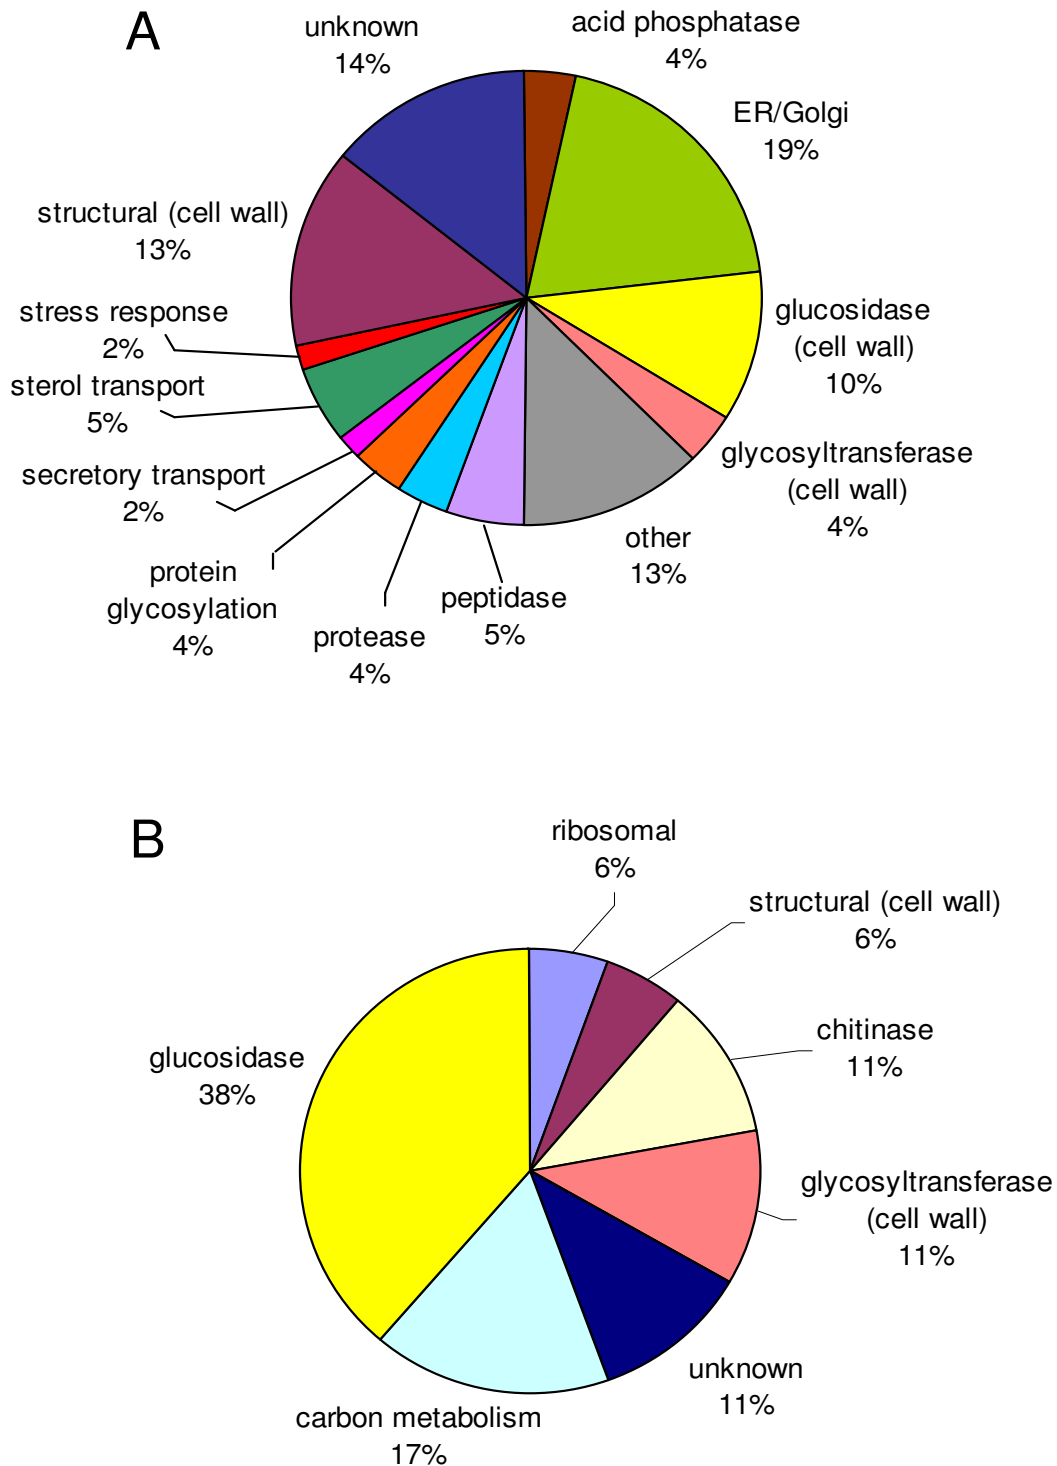 A
unknown
14%
acid phosphatase
4%
ER/Golgi
19%
structural (cell wall)
13%
glucosidase
(cell wall)
10%
stress response
2%
sterol transport
5%
glycosyltransferase
(cell wall)
4%
secretory transport
2%
other
13%
protein
glycosylation
4%
peptidase
5%
protease
4%
B
ribosomal
6%
structural (cell wall)
6%
chitinase
11%
glucosidase
38%
glycosyltransferase
(cell wall)
11%
unknown
11%
carbon metabolism
17%